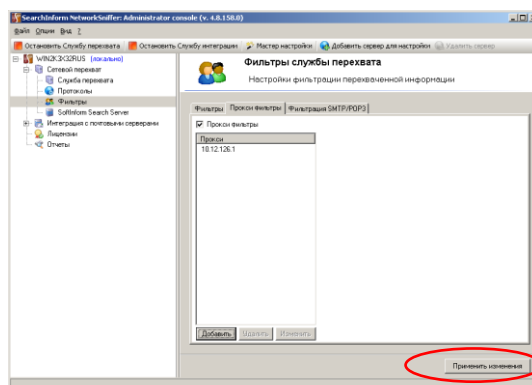 SearchInform NetworkSniffer: Administrator console (v. 4.0.150.0)
Файл Опции Вид ?
Остановить Службу перехвата Остановить Службу интеграции Мастер настройки Добавить сервер для настройки Удалить сервер
WIN2K3X32RUS (локально)
Сетевой перехват
Служба перехвата
Протоколы
Фильтры
SoftInform Search Server
Интеграция с почтовыми серверами
Лицензии
Отчеты
Фильтры службы перехвата
Настройки фильтрации перехваченной информации
Фильтры Прокси фильтры Фильтрация SMTP/POP3
Прокси фильтры
Прокси
10.12.126.1
Добавить Удалить Изменить
Применить изменения